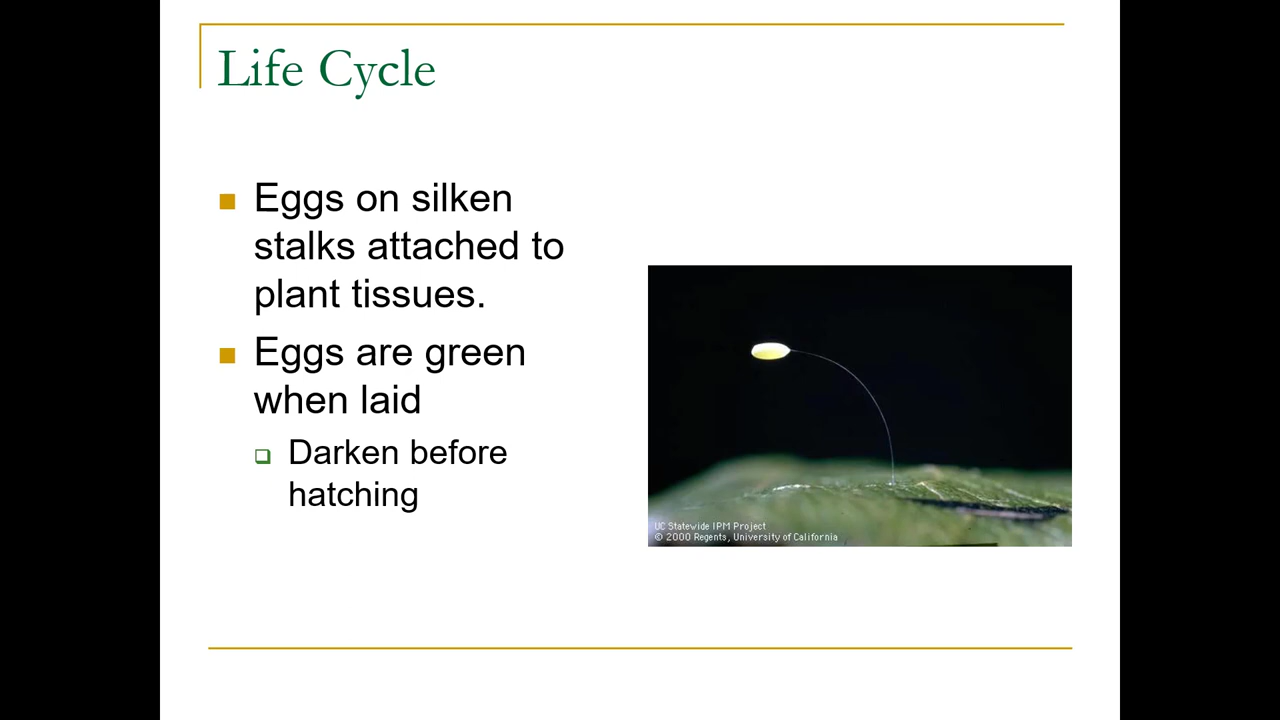 Life Cycle
Eggs on silken
stalks attached to
plant tissues.
Eggs are green
when laid
Darken before
hatching
UC Statewide IPM Project
© 2000 Regents, University of California